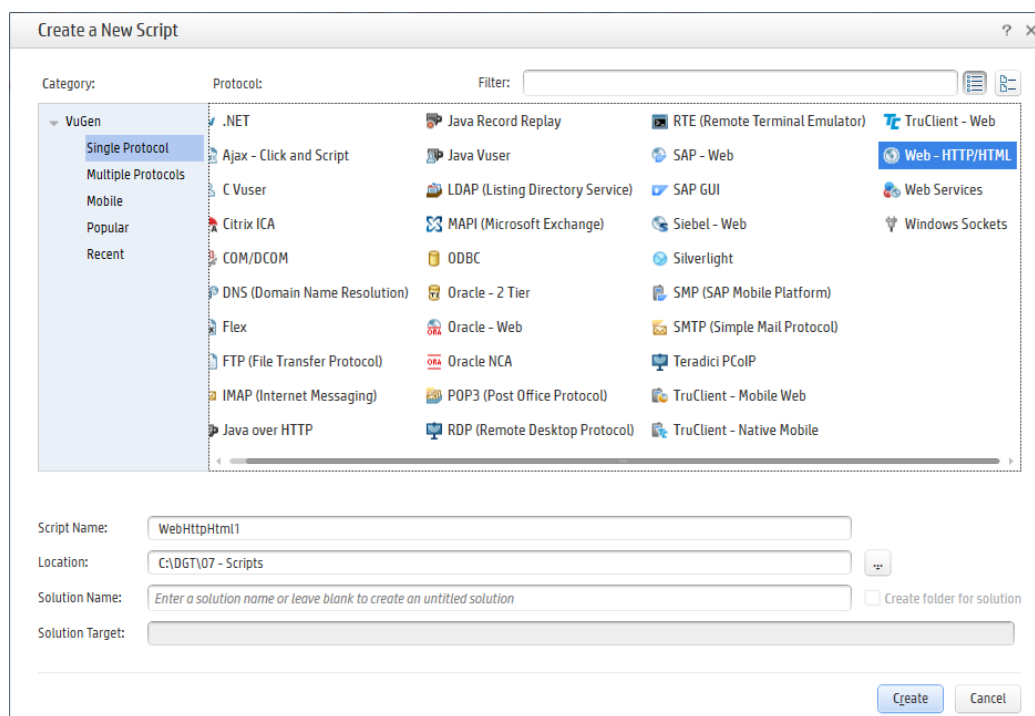 Create a New Script
? ×
Category:
Protocol:
Filter:
VuGen
Single Protocol
Multiple Protocols
Mobile
Popular
Recent
.NET
Ajax - Click and Script
C Vuser
Citrix ICA
COM/DCOM
DNS (Domain Name Resolution)
Flex
FTP (File Transfer Protocol)
IMAP (Internet Messaging)
Java over HTTP
Java Record Replay
Java Vuser
LDAP (Listing Directory Service)
MAPI (Microsoft Exchange)
ODBC
Oracle - 2 Tier
Oracle - Web
Oracle NCA
POP3 (Post Office Protocol)
RDP (Remote Desktop Protocol)
RTE (Remote Terminal Emulator)
SAP - Web
SAP GUI
Siebel - Web
Silverlight
SMP (SAP Mobile Platform)
SMTP (Simple Mail Protocol)
Teradici PCoIP
TruClient - Mobile Web
TruClient - Native Mobile
TruClient - Web
Web - HTTP/HTML
Web Services
Windows Sockets
Script Name:
WebHttpHtml1
Location:
C:\DGT\07 - Scripts
...
Solution Name:
Enter a solution name or leave blank to create an untitled solution
Create folder for solution
Solution Target:
Create
Cancel